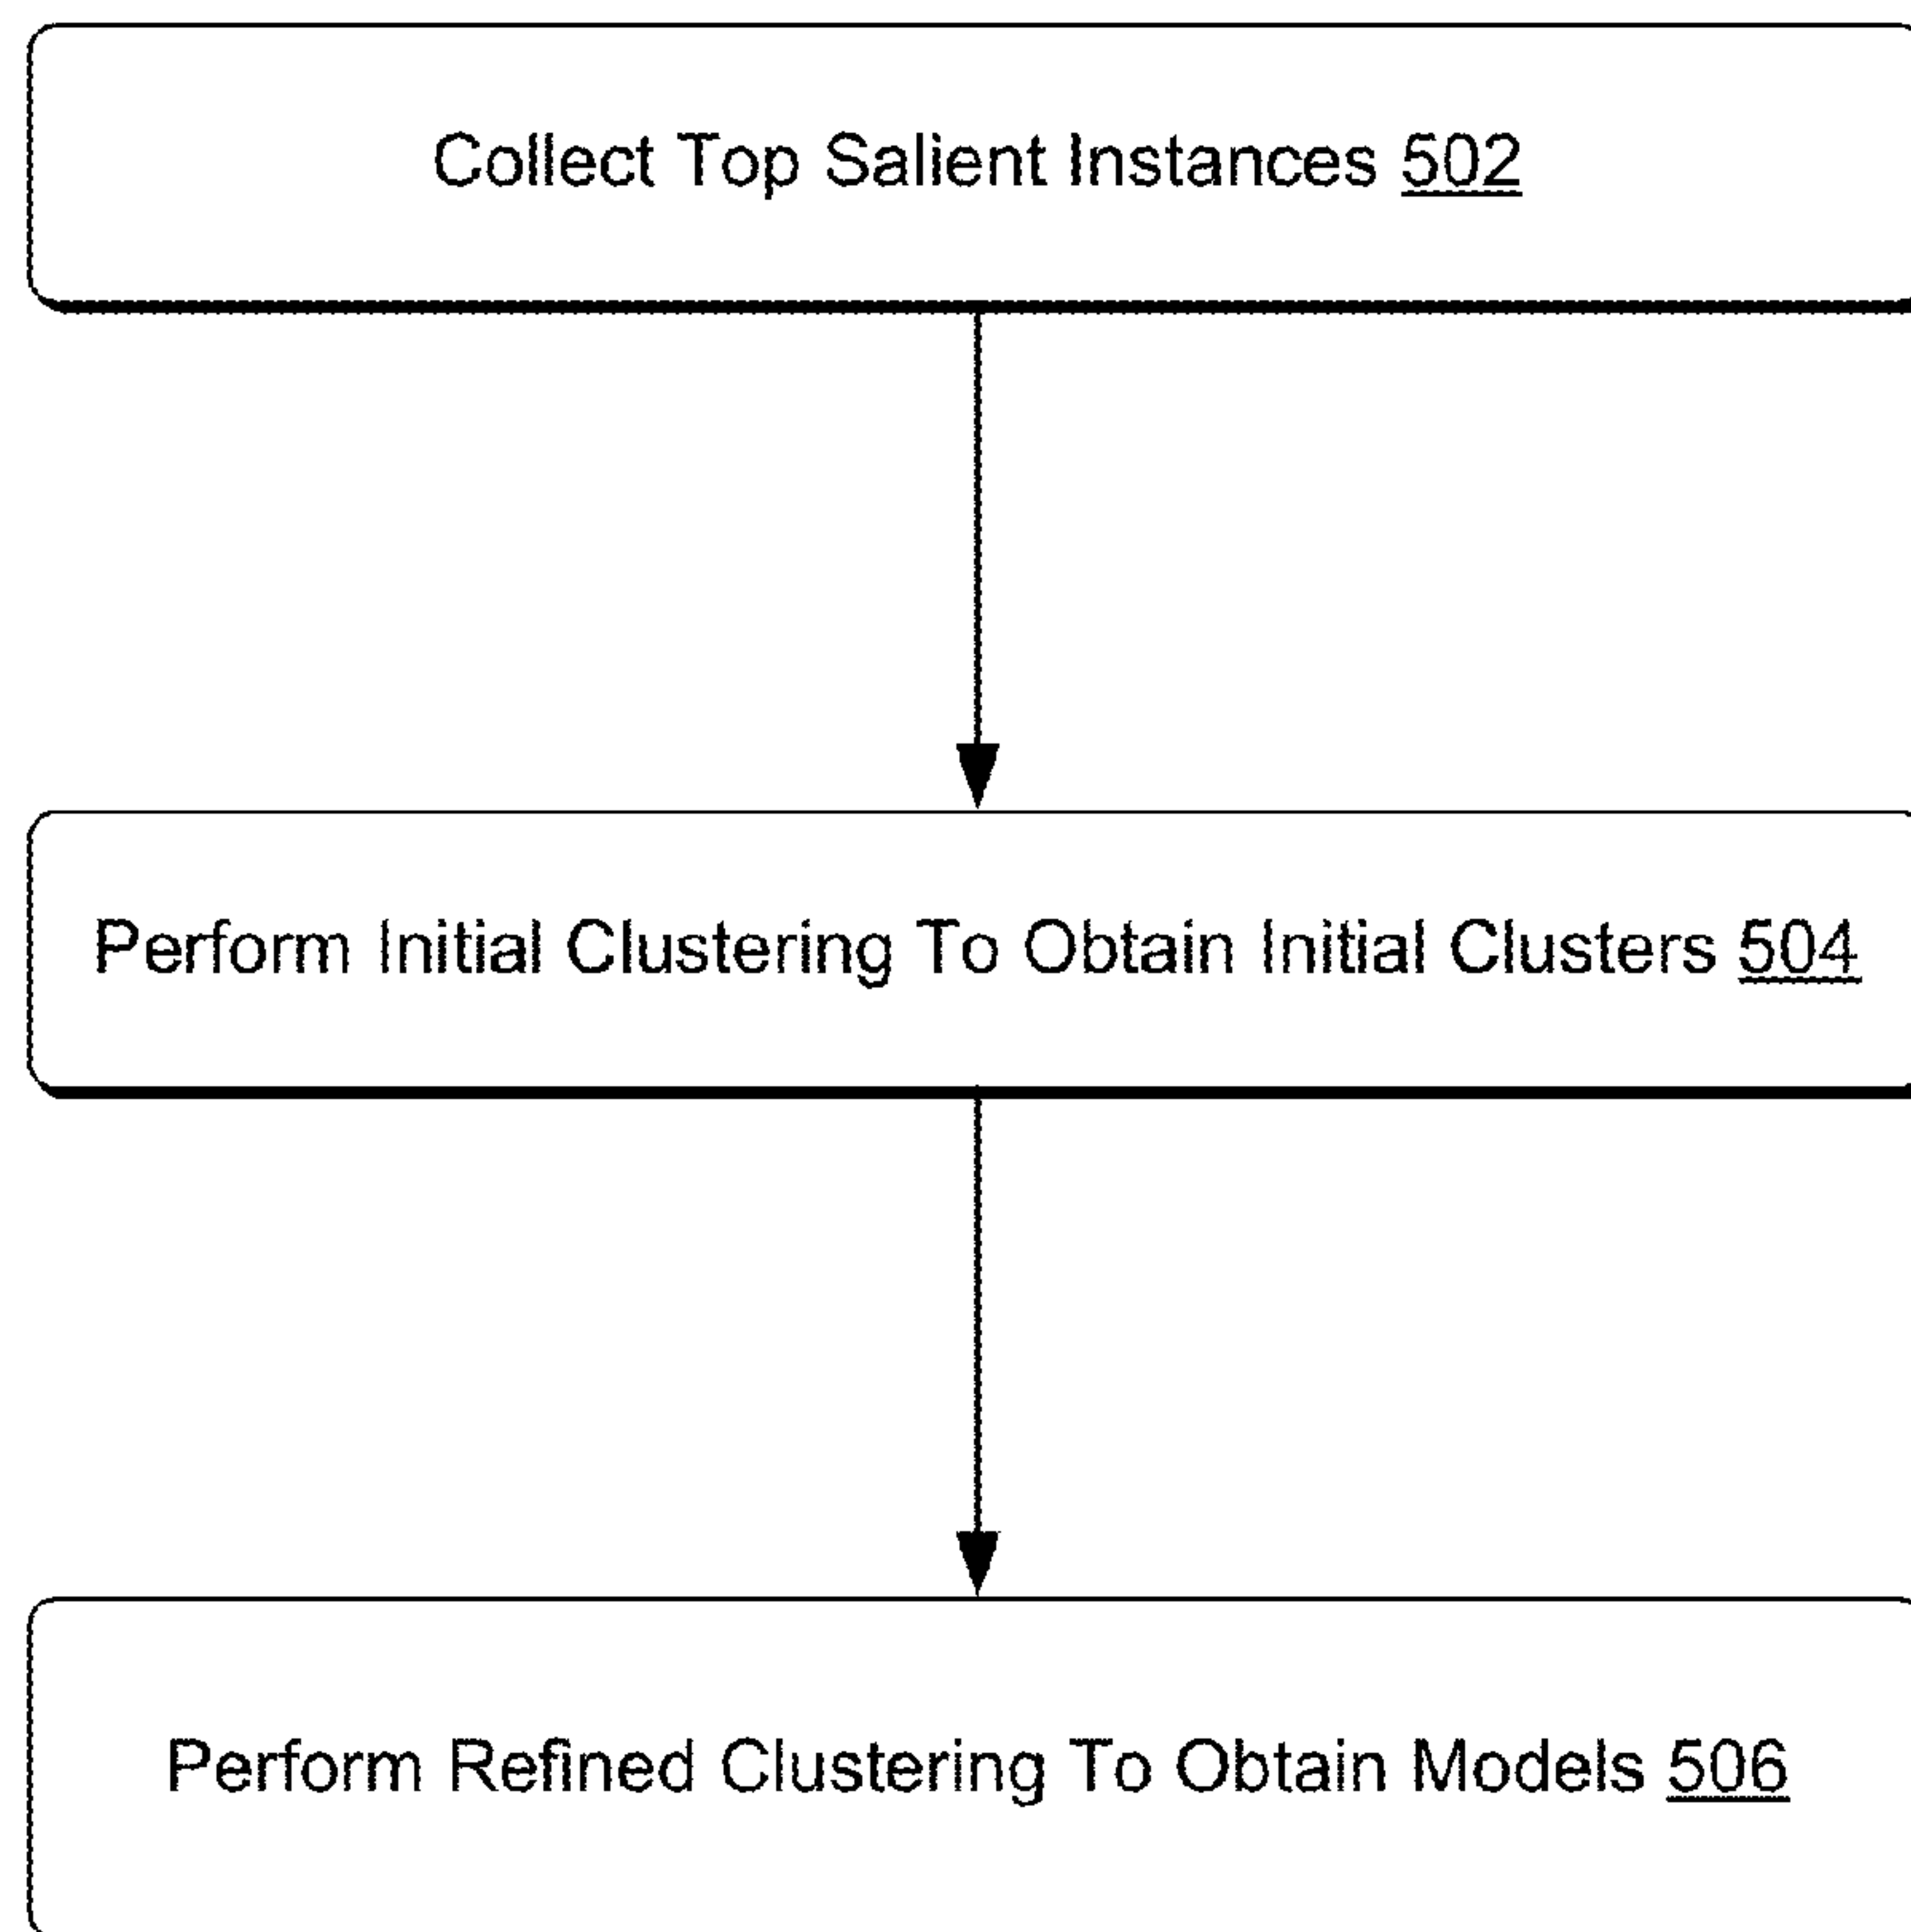 Collect Top Salient Instances 502
Perform Initial Clustering To Obtain Initial Clusters 504
Perform Refined Clustering To Obtain Models 506